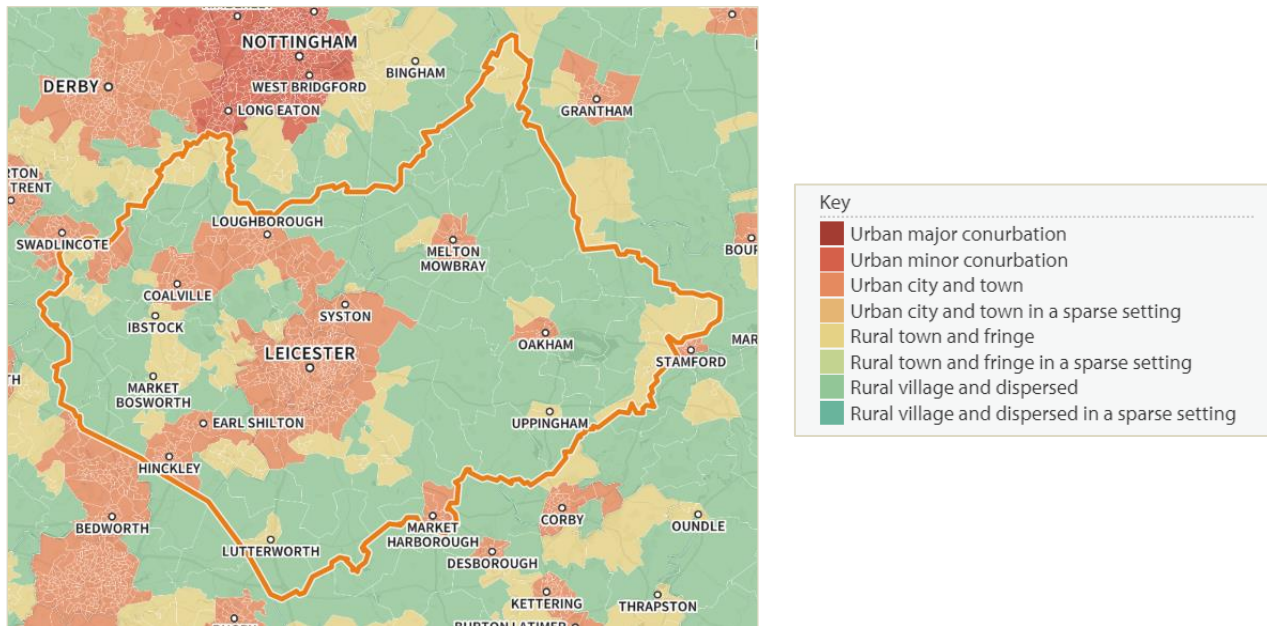 NOTTINGHAM
BINGHAM
DERBY
WEST BRIDGFORD
LONG EATON
GRANTHAM
TRENT
LOUGHBOROUGH
SWADLINCOTE
MELTON
MOWBRAY
COALVILLE
SYSTON
IBSTOCK
OAKHAM
LEICESTER
STAMFORD
MARKET
BOSWORTH
UPPINGHAM
EARL SHILTON
HINCKLEY
BEDWORTH
MARKET
HARBOROUGH
CORBY
OUNDLE
LUTTERWORTH
DESBOROUGH
KETTERING
THRAPSTON
BURTON LATIMER
Key
Urban major conurbation
Urban minor conurbation
Urban city and town
Urban city and town in a sparse setting
Rural town and fringe
Rural town and fringe in a sparse setting
Rural village and dispersed
Rural village and dispersed in a sparse setting